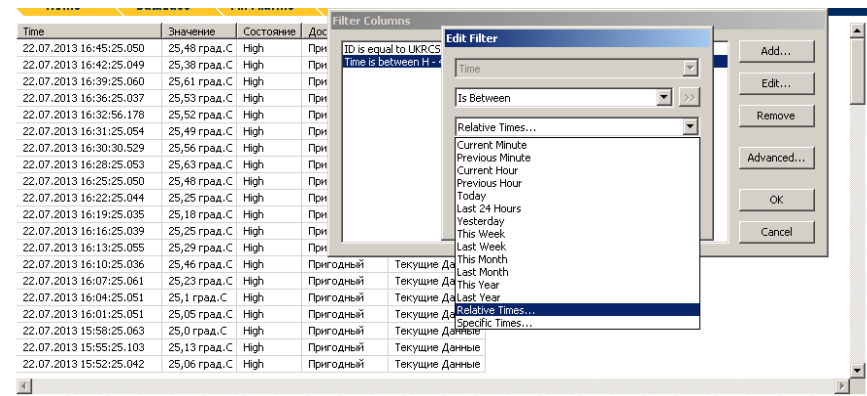 Time Значение Состояние Дос
22.07.2013 16:45:25.050 25,48 град.С High При
22.07.2013 16:42:25.049 25,38 град.С High При
22.07.2013 16:39:25.060 25,61 град.С High При
22.07.2013 16:36:25.037 25,53 град.С High При
22.07.2013 16:32:56.178 25,52 град.С High При
22.07.2013 16:31:25.054 25,49 град.С High При
22.07.2013 16:30:30.529 25,56 град.С High При
22.07.2013 16:28:25.053 25,63 град.С High При
22.07.2013 16:25:25.050 25,48 град.С High При
22.07.2013 16:22:25.044 25,25 град.С High При
22.07.2013 16:19:25.035 25,18 град.С High При
22.07.2013 16:16:25.039 25,25 град.С High При
22.07.2013 16:13:25.055 25,29 град.С High При
22.07.2013 16:10:25.036 25,46 град.С High Пригодный Текущие Да
22.07.2013 16:07:25.061 25,23 град.С High Пригодный Текущие Да
22.07.2013 16:04:25.051 25,1 град.С High Пригодный Текущие Да
22.07.2013 16:01:25.051 25,05 град.С High Пригодный Текущие Да
22.07.2013 15:58:25.063 25,0 град.С High Пригодный Текущие Данные
22.07.2013 15:55:25.103 25,13 град.С High Пригодный Текущие Данные
22.07.2013 15:52:25.042 25,06 град.С High Пригодный Текущие Данные
Filter Columns
ID is equal to UKRCS
Time is between H -
Add...
Edit...
Remove
Advanced...
OK
Cancel
Edit Filter
Time
Is Between >>
Relative Times...
Current Minute
Previous Minute
Current Hour
Previous Hour
Today
Last 24 Hours
Yesterday
This Week
Last Week
This Month
Last Month
This Year
Last Year
Relative Times...
Specific Times...